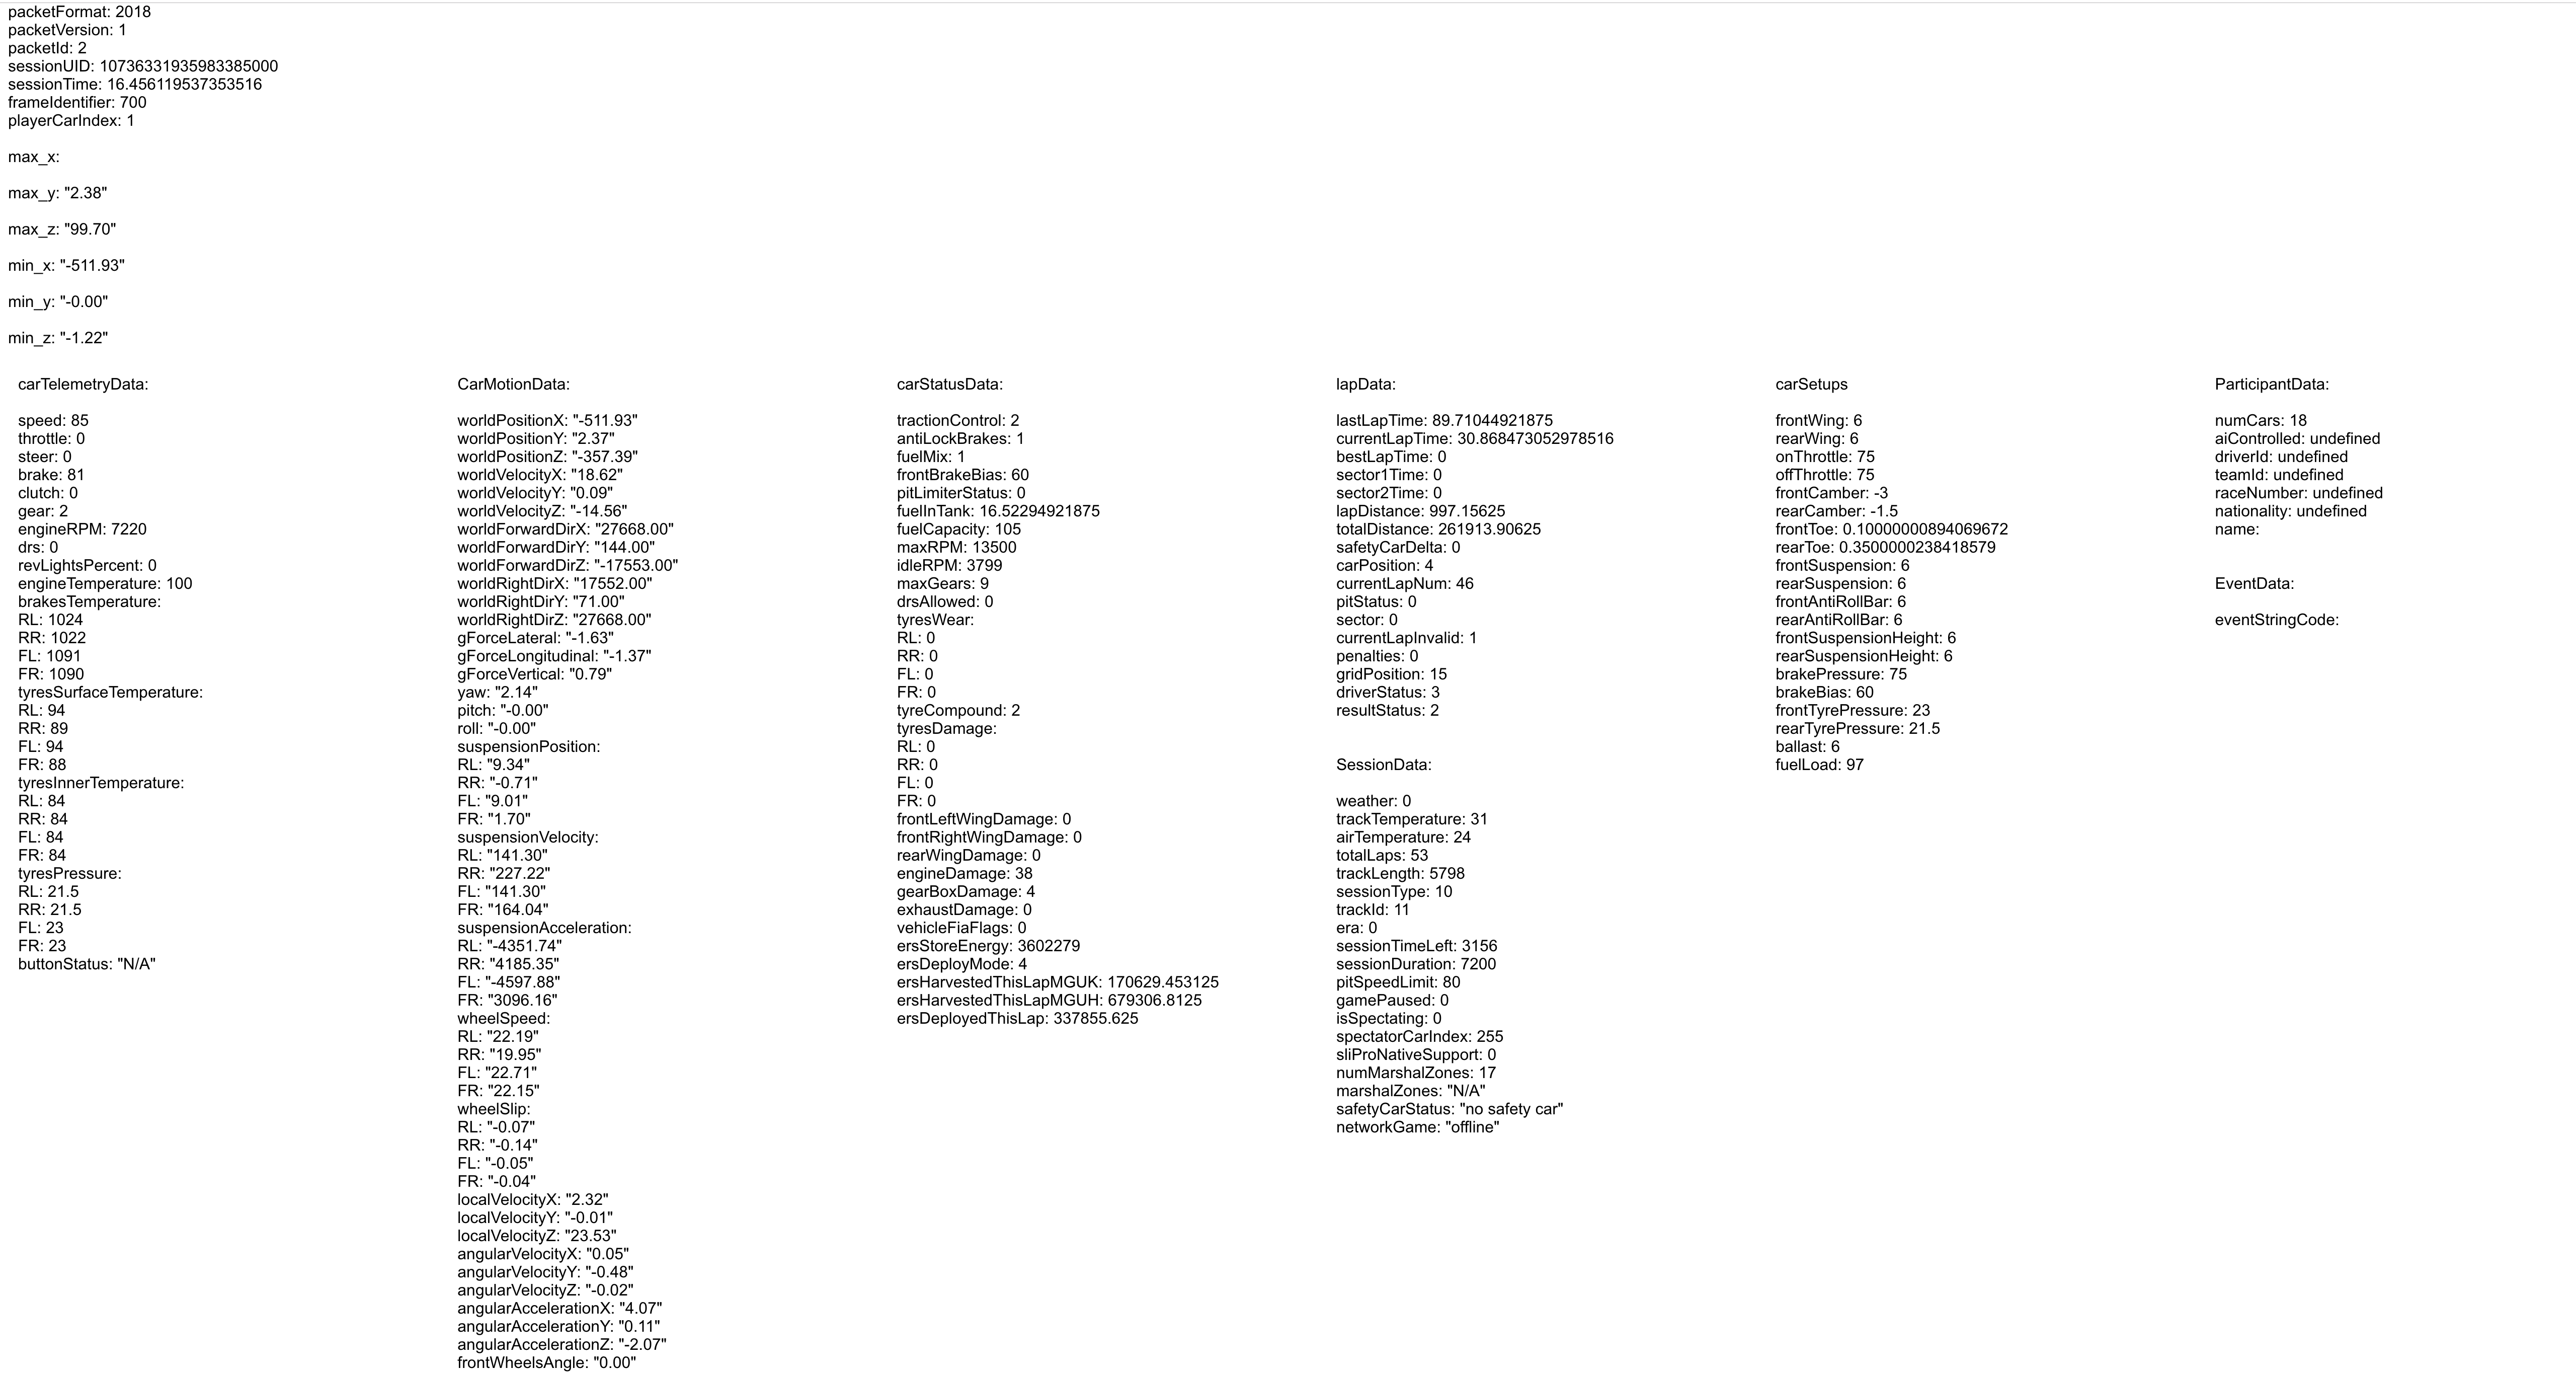 packetFormat: 2018
packetVersion: 1
packetId: 2
sessionUID: 10736331935983385000
sessionTime: 16.456119537353516
frameIdentifier: 700
playerCarIndex: 1
max_x:
max_y: "2.38"
max_z: "99.70"
min_x: "-511.93"
min_y: "-0.00"
min_z: "-1.22"
carTelemetryData:
speed: 85
throttle: 0
steer: 0
brake: 81
clutch: 0
gear: 2
engineRPM: 7220
drs: 0
revLightsPercent: 0
engineTemperature: 100
brakesTemperature:
RL: 1024
RR: 1022
FL: 1091
FR: 1090
tyresSurfaceTemperature:
RL: 94
RR: 89
FL: 94
FR: 88
tyresInnerTemperature:
RL: 84
RR: 84
FL: 84
FR: 84
tyresPressure:
RL: 21.5
RR: 21.5
FL: 23
FR: 23
buttonStatus: "N/A"
CarMotionData:
worldPositionX: "-511.93"
worldPositionY: "2.37"
worldPositionZ: "-357.39"
worldVelocityX: "18.62"
worldVelocityY: "0.09"
worldVelocityZ: "-14.56"
worldForwardDirX: "27668.00"
worldForwardDirY: "144.00"
worldForwardDirZ: "-17553.00"
worldRightDirX: "17552.00"
worldRightDirY: "71.00"
worldRightDirZ: "27668.00"
gForceLateral: "-1.63"
gForceLongitudinal: "-1.37"
gForceVertical: "0.79"
yaw: "2.14"
pitch: "-0.00"
roll: "-0.00"
suspensionPosition:
RL: "9.34"
RR: "-0.71"
FL: "9.01"
FR: "1.70"
suspensionVelocity:
RL: "141.30"
RR: "227.22"
FL: "141.30"
FR: "164.04"
suspensionAcceleration:
RL: "-4351.74"
RR: "4185.35"
FL: "-4597.88"
FR: "3096.16"
wheelSpeed:
RL: "22.19"
RR: "19.95"
FL: "22.71"
FR: "22.15"
wheelSlip:
RL: "-0.07"
RR: "-0.14"
FL: "-0.05"
FR: "-0.04"
localVelocityX: "2.32"
localVelocityY: "-0.01"
localVelocityZ: "23.53"
angularVelocityX: "0.05"
angularVelocityY: "-0.48"
angularVelocityZ: "-0.02"
angularAccelerationX: "4.07"
angularAccelerationY: "0.11"
angularAccelerationZ: "-2.07"
frontWheelsAngle: "0.00"
carStatusData:
tractionControl: 2
antiLockBrakes: 1
fuelMix: 1
frontBrakeBias: 60
pitLimiterStatus: 0
fuelInTank: 16.52294921875
fuelCapacity: 105
maxRPM: 13500
idleRPM: 3799
maxGears: 9
drsAllowed: 0
tyresWear:
RL: 0
RR: 0
FL: 0
FR: 0
tyreCompound: 2
tyresDamage:
RL: 0
RR: 0
FL: 0
FR: 0
frontLeftWingDamage: 0
frontRightWingDamage: 0
rearWingDamage: 0
engineDamage: 38
gearBoxDamage: 4
exhaustDamage: 0
vehicleFiaFlags: 0
ersStoreEnergy: 3602279
ersDeployMode: 4
ersHarvestedThisLapMGUK: 170629.453125
ersHarvestedThisLapMGUH: 679306.8125
ersDeployedThisLap: 337855.625
lapData:
lastLapTime: 89.71044921875
currentLapTime: 30.868473052978516
bestLapTime: 0
sector1Time: 0
sector2Time: 0
lapDistance: 997.15625
totalDistance: 261913.90625
safetyCarDelta: 0
carPosition: 4
currentLapNum: 46
pitStatus: 0
sector: 0
currentLapInvalid: 1
penalties: 0
gridPosition: 15
driverStatus: 3
resultStatus: 2
SessionData:
weather: 0
trackTemperature: 31
airTemperature: 24
totalLaps: 53
trackLength: 5798
sessionType: 10
trackId: 11
era: 0
sessionTimeLeft: 3156
sessionDuration: 7200
pitSpeedLimit: 80
gamePaused: 0
isSpectating: 0
spectatorCarIndex: 255
sliProNativeSupport: 0
numMarshalZones: 17
marshalZones: "N/A"
safetyCarStatus: "no safety car"
networkGame: "offline"
carSetups
frontWing: 6
rearWing: 6
onThrottle: 75
offThrottle: 75
frontCamber: -3
rearCamber: -1.5
frontToe: 0.10000000894069672
rearToe: 0.3500000238418579
frontSuspension: 6
rearSuspension: 6
frontAntiRollBar: 6
rearAntiRollBar: 6
frontSuspensionHeight: 6
rearSuspensionHeight: 6
brakePressure: 75
brakeBias: 60
frontTyrePressure: 23
rearTyrePressure: 21.5
ballast: 6
fuelLoad: 97
ParticipantData:
numCars: 18
aiControlled: undefined
driverId: undefined
teamId: undefined
raceNumber: undefined
nationality: undefined
name:
EventData:
eventStringCode: